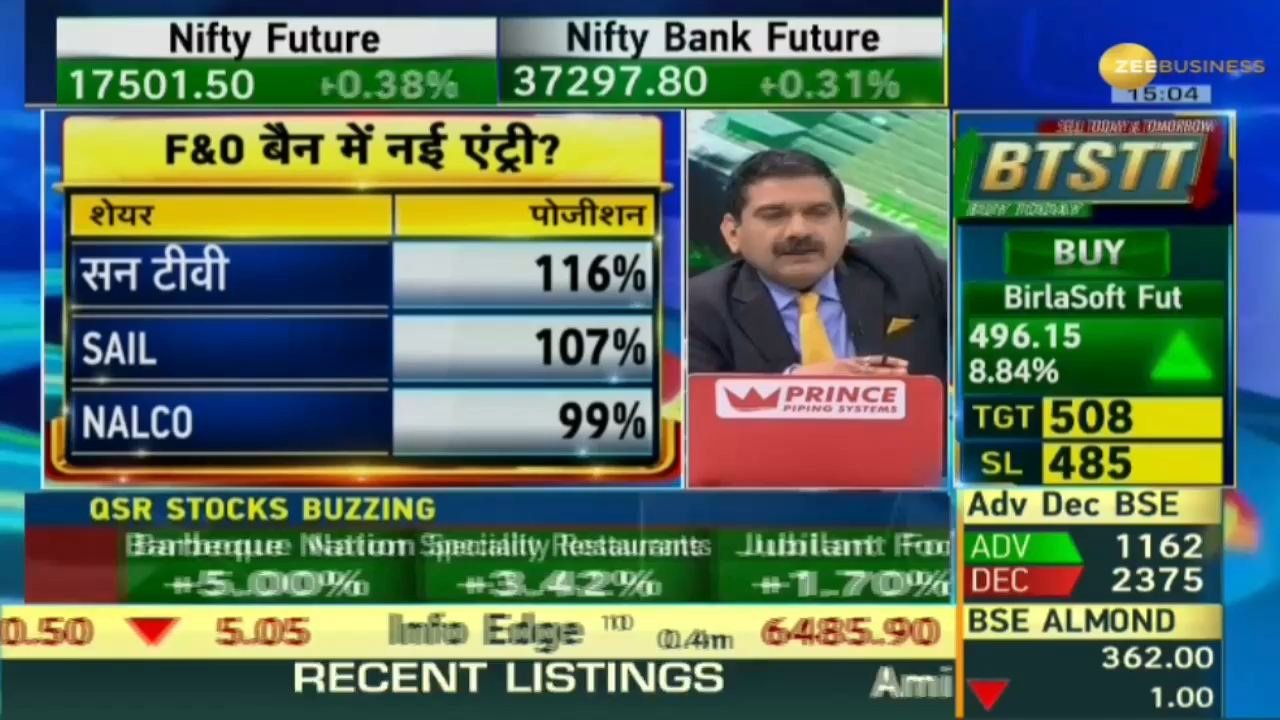 Nifty Future
17501.50 +0.38%
Nifty Bank Future
37297.80 +0.31%
ZEEBUSINESS
15:04
F&O बैन में नई एंट्री?
शेयर पोजीशन
सन टीवी 116%
SAIL 107%
NALCO 99%
PRINCE
PIPING SYSTEMS
SELL TODAY & TOMORROW
BTSTT
BUY TODAY
BUY
BirlaSoft Fut
496.15
8.84%
TGT 508
SL 485
Adv Dec BSE
ADV 1162
DEC 2375
BSE ALMOND
362.00
1.00
QSR STOCKS BUZZING
Barbeque Nation Speciality Restaurants Jubilant
+5.00% +3.42% +1.70%
0.50 5.05 Info Edge 0.4m 6485.90
RECENT LISTINGS Ami